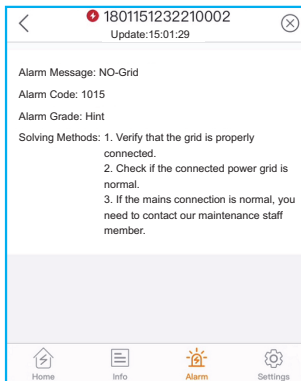 1801151232210002
Update:15:01:29
Alarm Message: NO-Grid
Alarm Code: 1015
Alarm Grade: Hint
Solving Methods: 1. Verify that the grid is properly
connected.
2. Check if the connected power grid is
normal.
3. If the mains connection is normal, you
need to contact our maintenance staff
member.
Home Info Alarm Settings